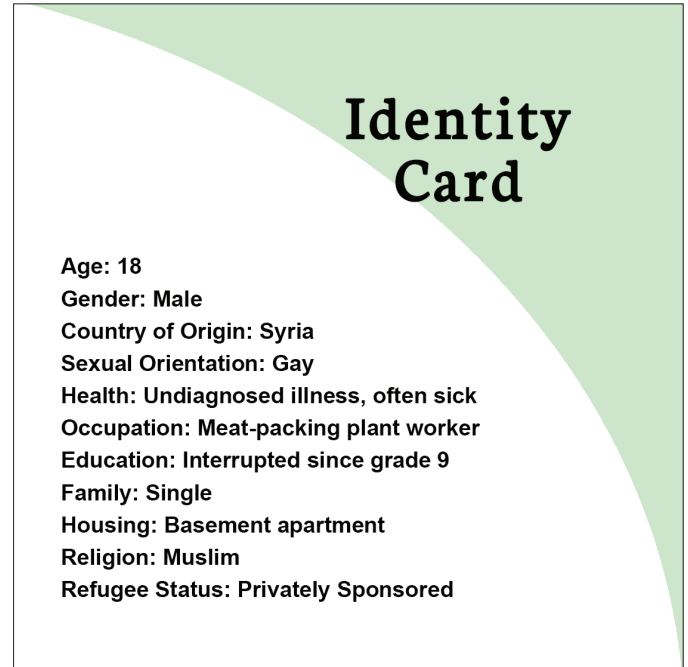 Identity
Card
Age: 18
Gender: Male
Country of Origin: Syria
Sexual Orientation: Gay
Health: Undiagnosed illness, often sick
Occupation: Meat-packing plant worker
Education: Interrupted since grade 9
Family: Single
Housing: Basement apartment
Religion: Muslim
Refugee Status: Privately Sponsored